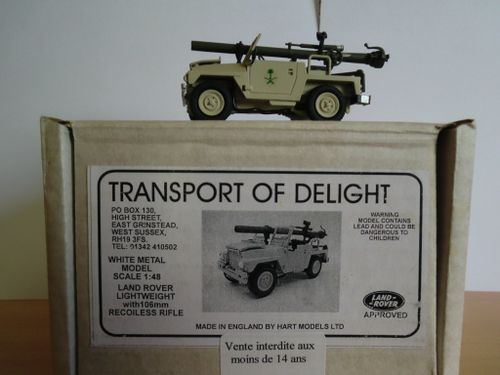 TRANSPORT OF DELIGHT
PO BOX 130,
HIGH STREET,
EAST GRINSTEAD,
WEST SUSSEX,
RH19 3FS.
TEL: 01342 410502
WHITE METAL
MODEL
SCALE 1:48
LAND ROVER
LIGHTWEIGHT
with106mm
RECOILESS RIFLE
WARNING
MODEL CONTAINS
LEAD AND COULD BE
DANGEROUS TO
CHILDREN
LAND-
ROVER
APPROVED
MADE IN ENGLAND BY HART MODELS LTD
Vente interdite aux
moins de 14 ans